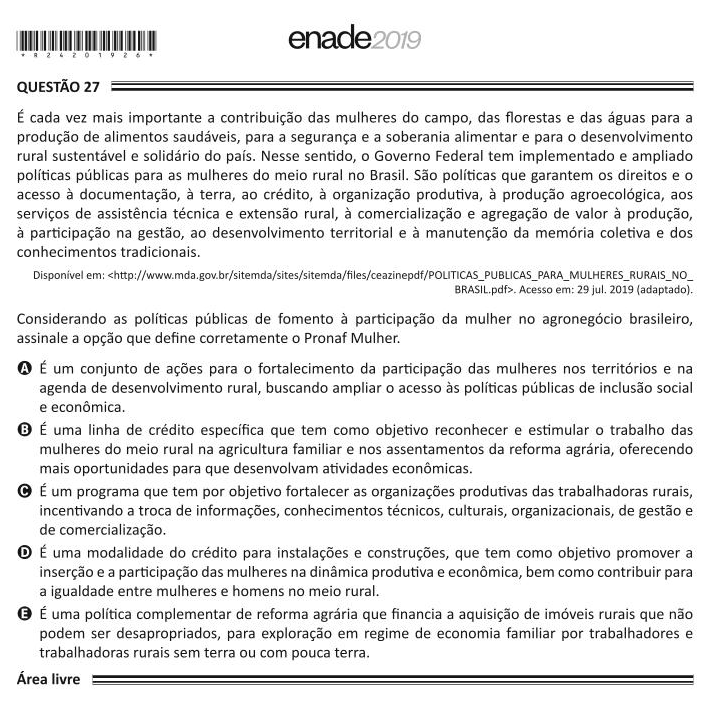 *R24201926*
enade2019
QUESTÃO 27
É cada vez mais importante a contribuição das mulheres do campo, das florestas e das águas para a
produção de alimentos saudáveis, para a segurança e a soberania alimentar e para o desenvolvimento
rural sustentável e solidário do país. Nesse sentido, o Governo Federal tem implementado e ampliado
políticas públicas para as mulheres do meio rural no Brasil. São políticas que garantem os direitos e o
acesso à documentação, à terra, ao crédito, à organização produtiva, à produção agroecológica, aos
serviços de assistência técnica e extensão rural, à comercialização e agregação de valor à produção,
à participação na gestão, ao desenvolvimento territorial e à manutenção da memória coletiva e dos
conhecimentos tradicionais.
Disponível em: <http://www.mda.gov.br/sitemda/sites/sitemda/files/ceazinepdf/POLITICAS_PUBLICAS_PARA_MULHERES_RURAIS_NO_
BRASIL.pdf>. Acesso em: 29 jul. 2019 (adaptado).
Considerando as políticas públicas de fomento à participação da mulher no agronegócio brasileiro,
assinale a opção que define corretamente o Pronaf Mulher.
A É um conjunto de ações para o fortalecimento da participação das mulheres nos territórios e na
agenda de desenvolvimento rural, buscando ampliar o acesso às políticas públicas de inclusão social
e econômica.
B É uma linha de crédito específica que tem como objetivo reconhecer e estimular o trabalho das
mulheres do meio rural na agricultura familiar e nos assentamentos da reforma agrária, oferecendo
mais oportunidades para que desenvolvam atividades econômicas.
C É um programa que tem por objetivo fortalecer as organizações produtivas das trabalhadoras rurais,
incentivando a troca de informações, conhecimentos técnicos, culturais, organizacionais, de gestão e
de comercialização.
D É uma modalidade do crédito para instalações e construções, que tem como objetivo promover a
inserção e a participação das mulheres na dinâmica produtiva e econômica, bem como contribuir para
a igualdade entre mulheres e homens no meio rural.
E É uma política complementar de reforma agrária que financia a aquisição de imóveis rurais que não
podem ser desapropriados, para exploração em regime de economia familiar por trabalhadores e
trabalhadoras rurais sem terra ou com pouca terra.
Área livre